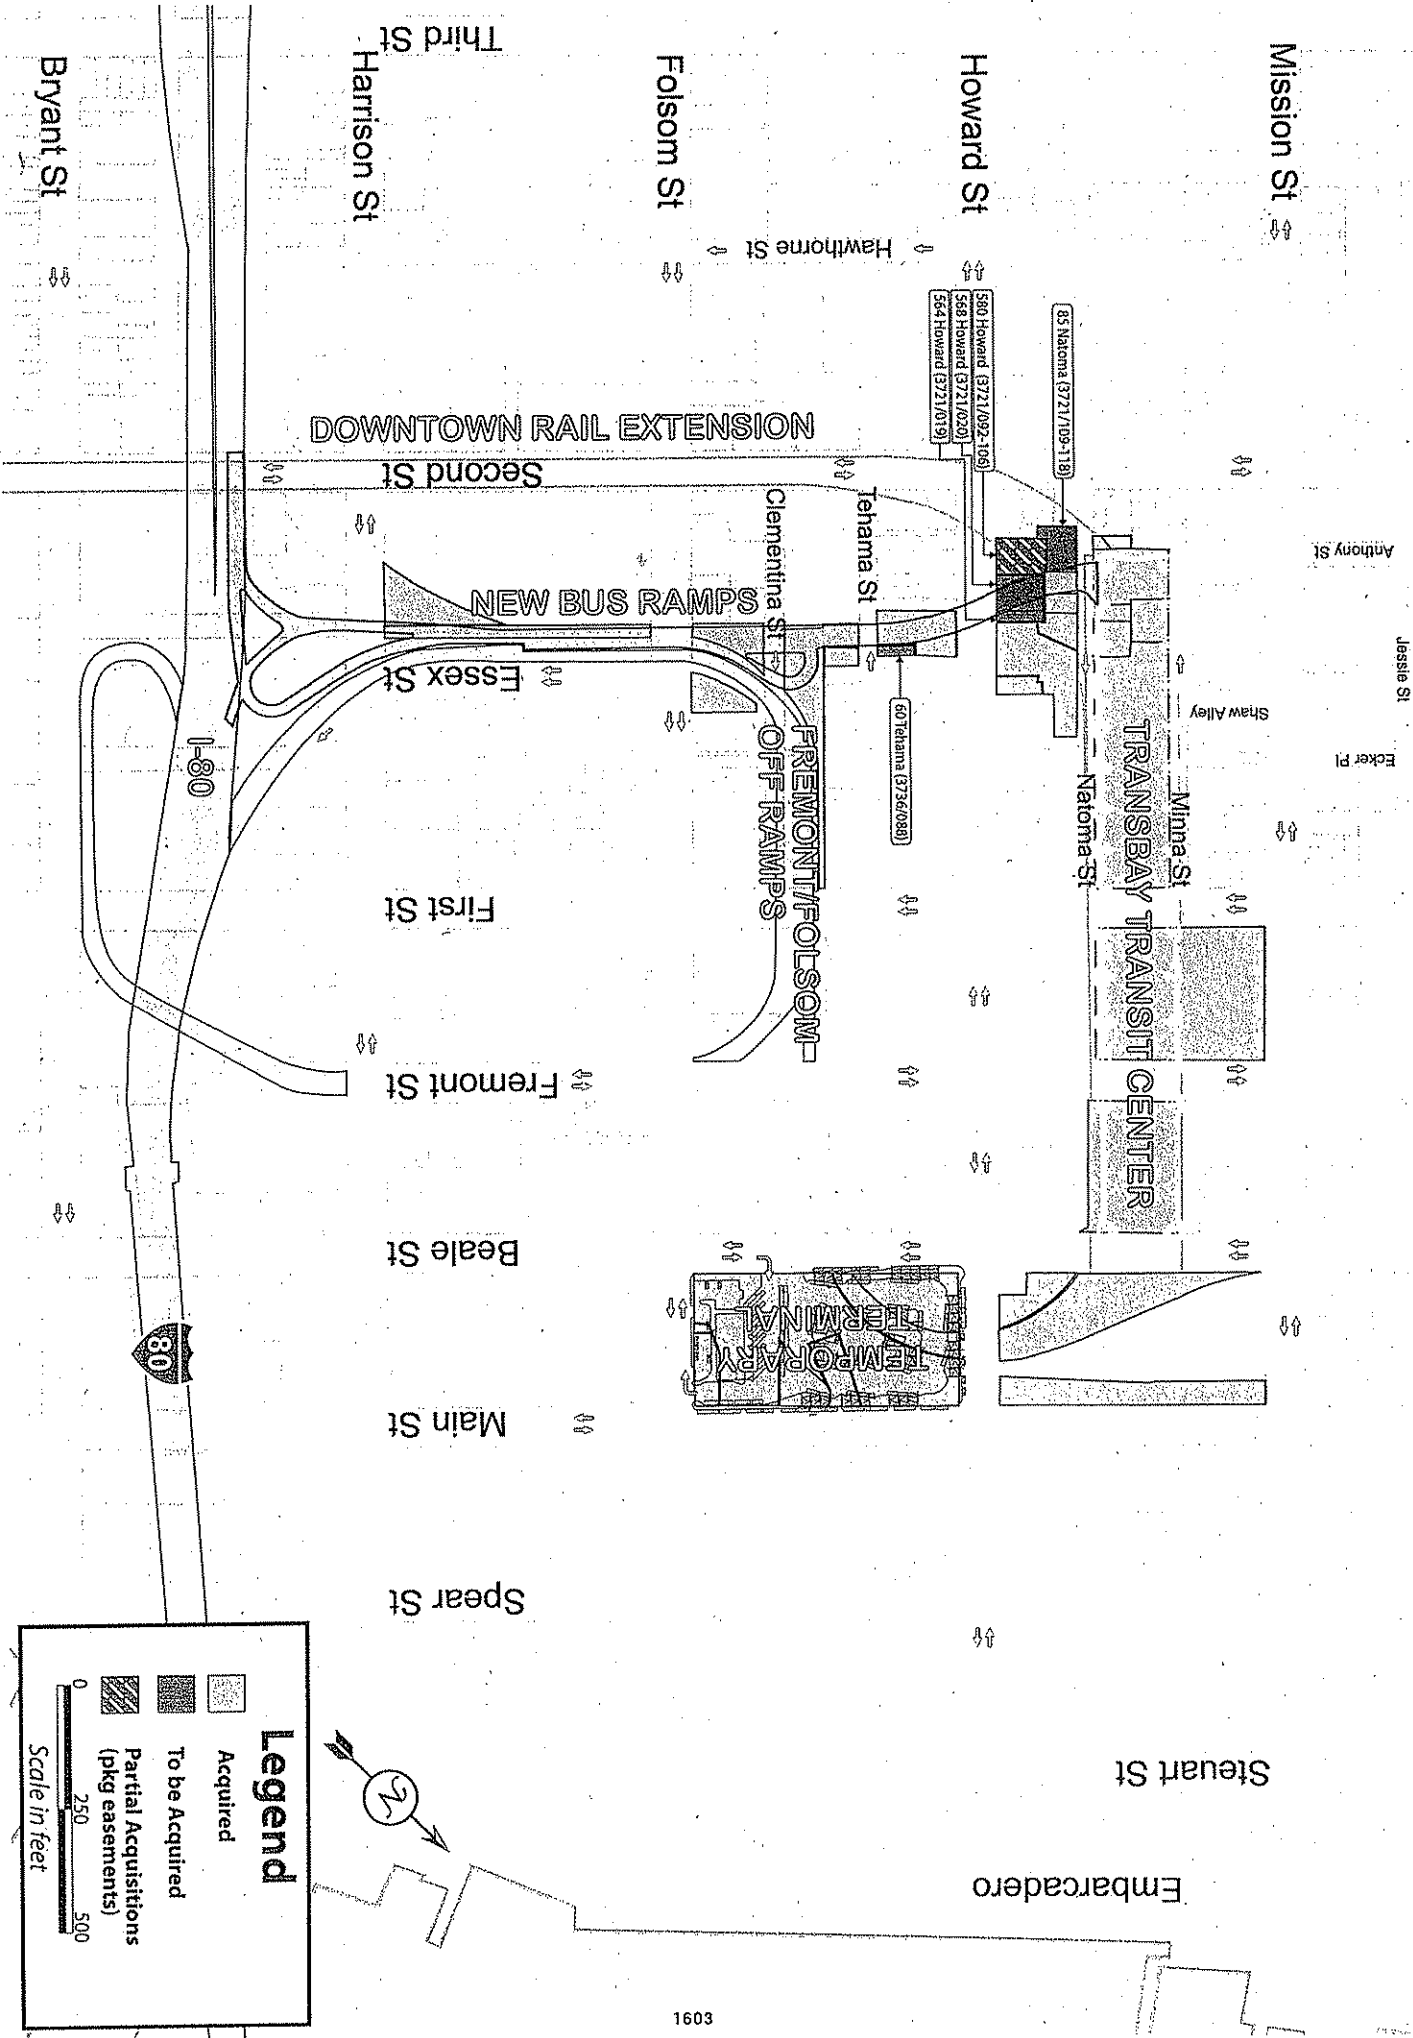 Mission St
Howard St
Folsom St
Harrison St
Bryant St
Third St
Hawthorne St
85 Natoma (3721/109-118)
580 Howard (3721/092-106)
568 Howard (3721/020)
564 Howard (3721/019)
DOWNTOWN RAIL EXTENSION
Second St
Anthony St
Jessie St
Ecker Pl
Shaw Alley
Tehama St
Clementina St
NEW BUS RAMPS
Essex St
60 Tehama (3736/088)
FREMONT/FOLSOM
OFF RAMPS
Minna St
TRANSBAY TRANSIT CENTER
Natoma St
I-80
First St
Fremont St
Beale St
TEMPORARY
TERMINAL
80
Main St
Spear St
Steuart St
Embarcadero
Legend
Acquired
To be Acquired
Partial Acquisitions
(pkg easements)
0 250 500
Scale in feet
1603